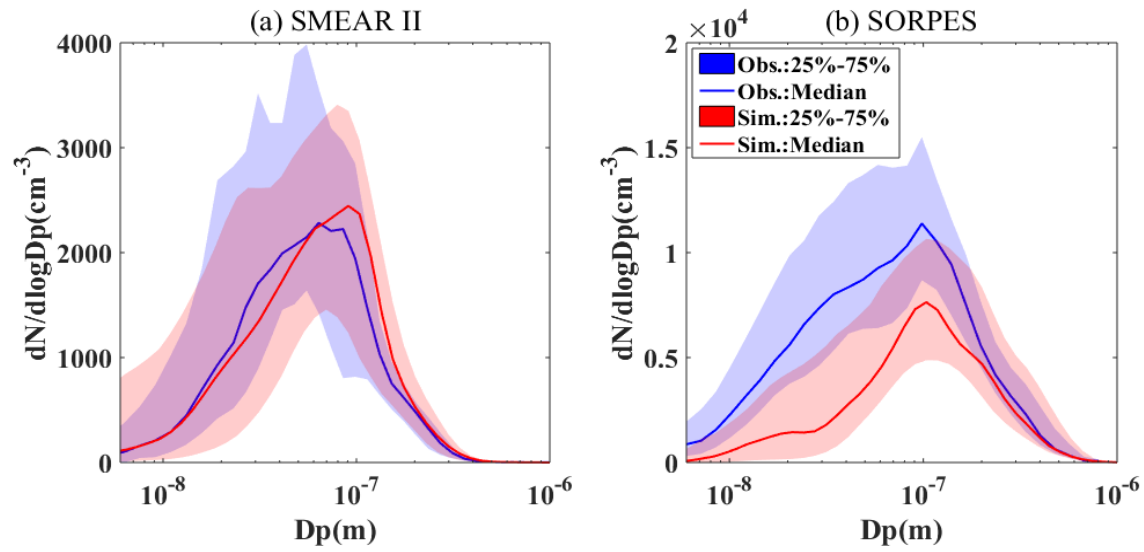 (a) SMEAR II
dN/dlogDp(cm⁻³)
4000
3000
2000
1000
0
10⁻⁸
10⁻⁷
10⁻⁶
Dp(m)
(b) SORPES
×10⁴
dN/dlogDp(cm⁻³)
2
1.5
1
0.5
0
Obs.:25%-75%
Obs.:Median
Sim.:25%-75%
Sim.:Median
10⁻⁸
10⁻⁷
10⁻⁶
Dp(m)